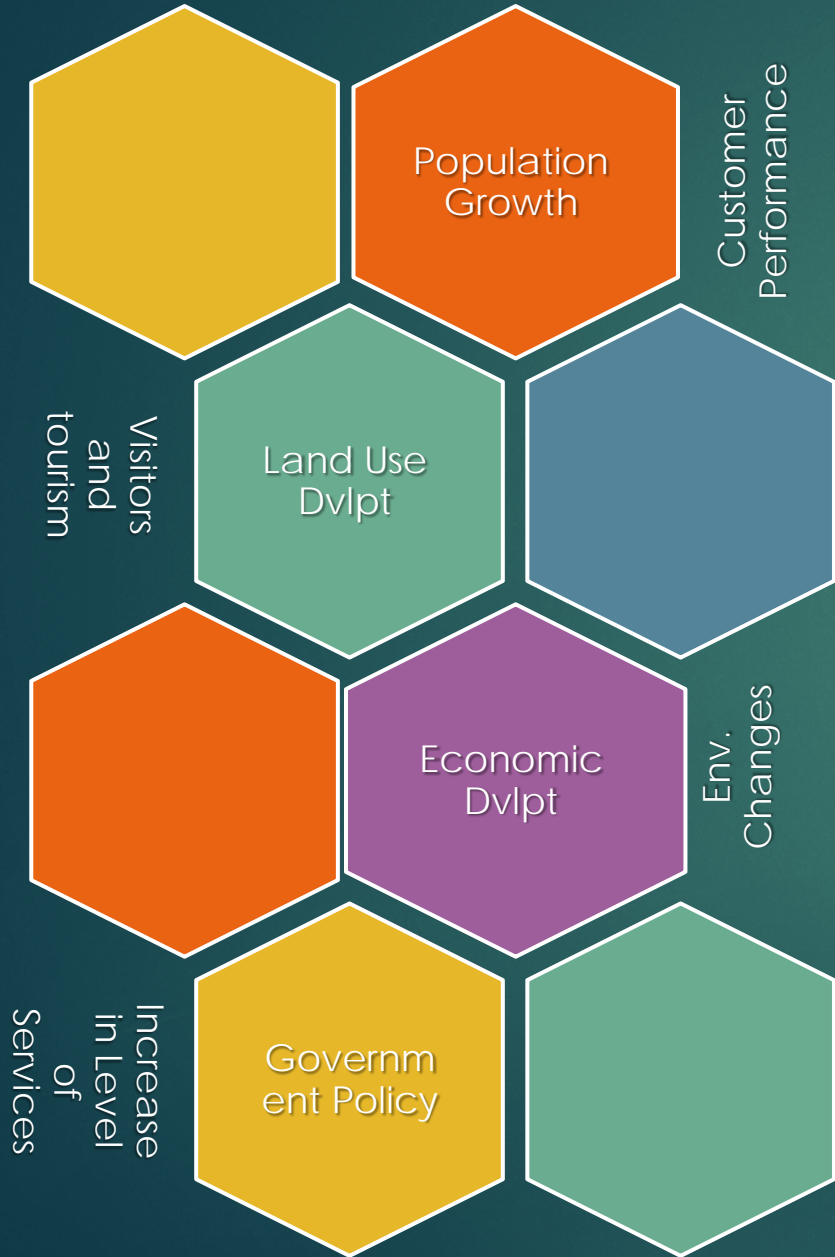 Population
Growth
Customer
Performance
Visitors
and
tourism
Land Use
Dvlpt
Economic
Dvlpt
Env.
Changes
Increase
in Level
of
Services
Governm
ent Policy